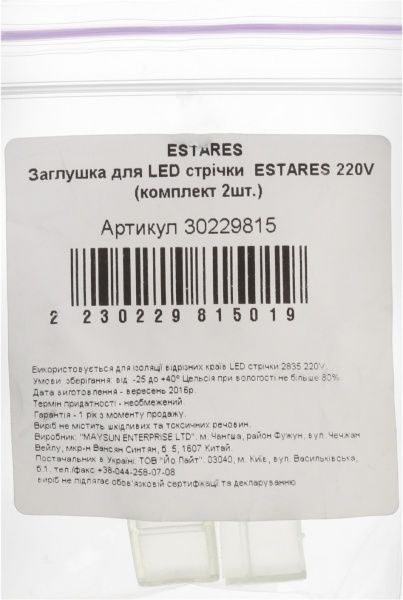 ESTARES
Заглушка для LED стрічки ESTARES 220V
(комплект 2шт.)
Артикул 30229815
2 230229 815019
Використовується для ізоляції відрізних країв LED стрічки 2835 220V.
Умови зберігання: від -25 до +40° Цельсія при вологості не більше 80%.
Дата виготовлення - вересень 2016р.
Термін придатності - необмежений.
Гарантія - 1 рік з моменту продажу.
Виріб не містить шкідливих та токсичних речовин.
Виробник: "MAYSUN ENTERPRISE LTD". м. Чангша, район Фужун, вул. Чечжан
Вейлу, мкр-н Вансян Синтян, б. 5, 1607 Китай.
Постачальник в Україні: ТОВ "Йо Лайт". 03040, м. Київ, вул. Васильківська,
б.1. тел./факс +38-044-258-07-08
виріб не підлягає обов'язковій сертифікації та декларуванню